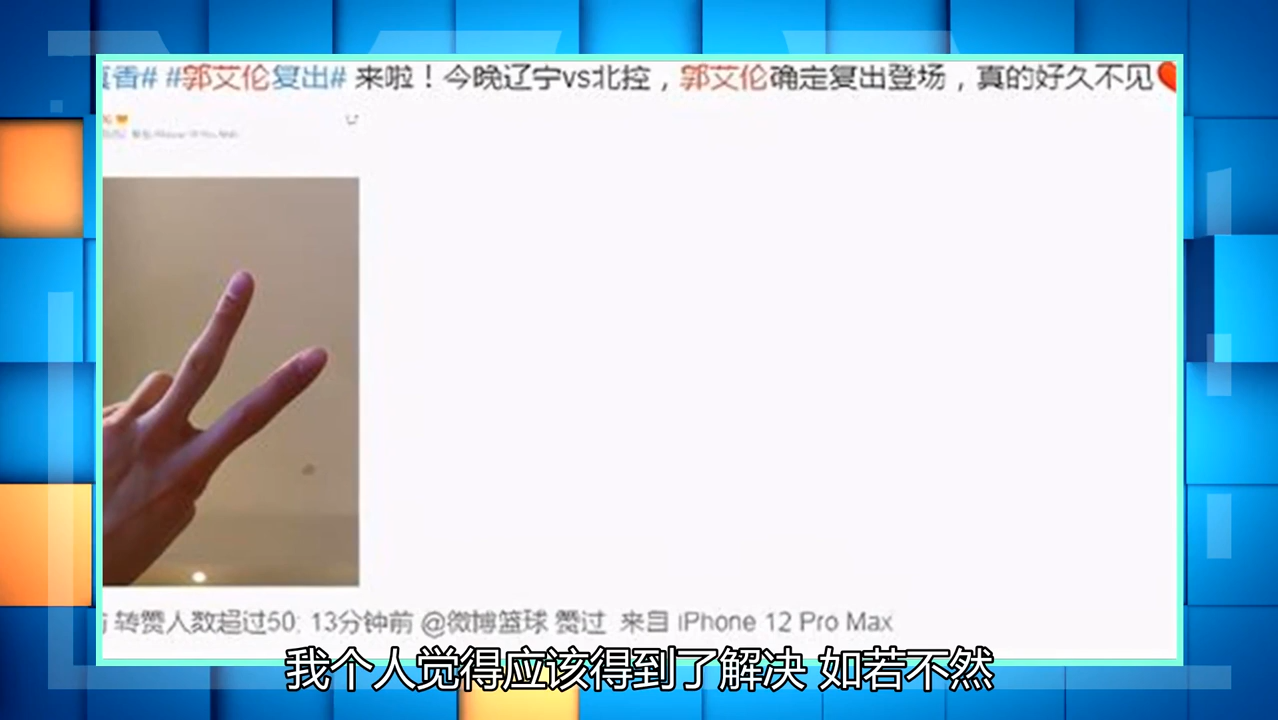 香# #郭艾伦复出# 来啦！今晚辽宁vs北控，郭艾伦确定复出登场，真的好久不见
转赞人数超过50; 13分钟前 @微博篮球 赞过 来自 iPhone 12 Pro Max
我个人觉得应该得到了解决 如若不然